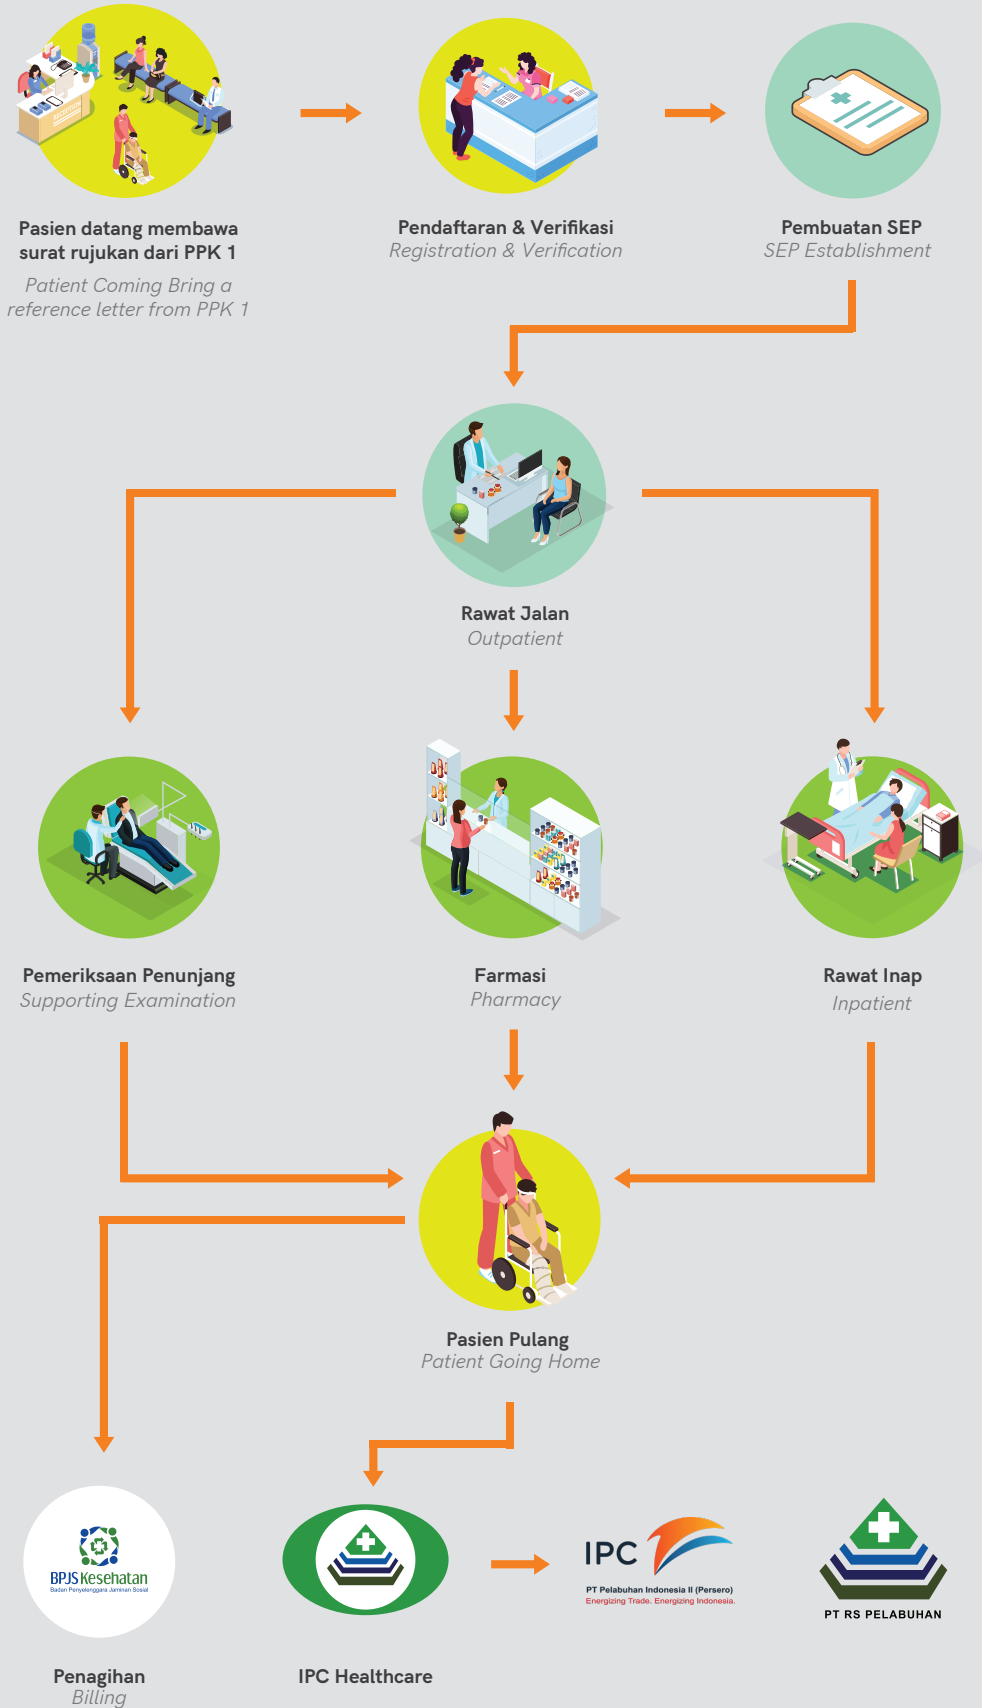 RECEPTION
Pasien datang membawa
surat rujukan dari PPK 1
Patient Coming Bring a
reference letter from PPK 1
Pendaftaran & Verifikasi
Registration & Verification
Pembuatan SEP
SEP Establishment
Rawat Jalan
Outpatient
Pemeriksaan Penunjang
Supporting Examination
Farmasi
Pharmacy
Rawat Inap
Inpatient
Pasien Pulang
Patient Going Home
BPJS Kesehatan
Badan Penyelenggara Jaminan Sosial
Penagihan
Billing
IPC Healthcare
IPC
PT Pelabuhan Indonesia II (Persero)
Energizing Trade. Energizing Indonesia.
PT RS PELABUHAN